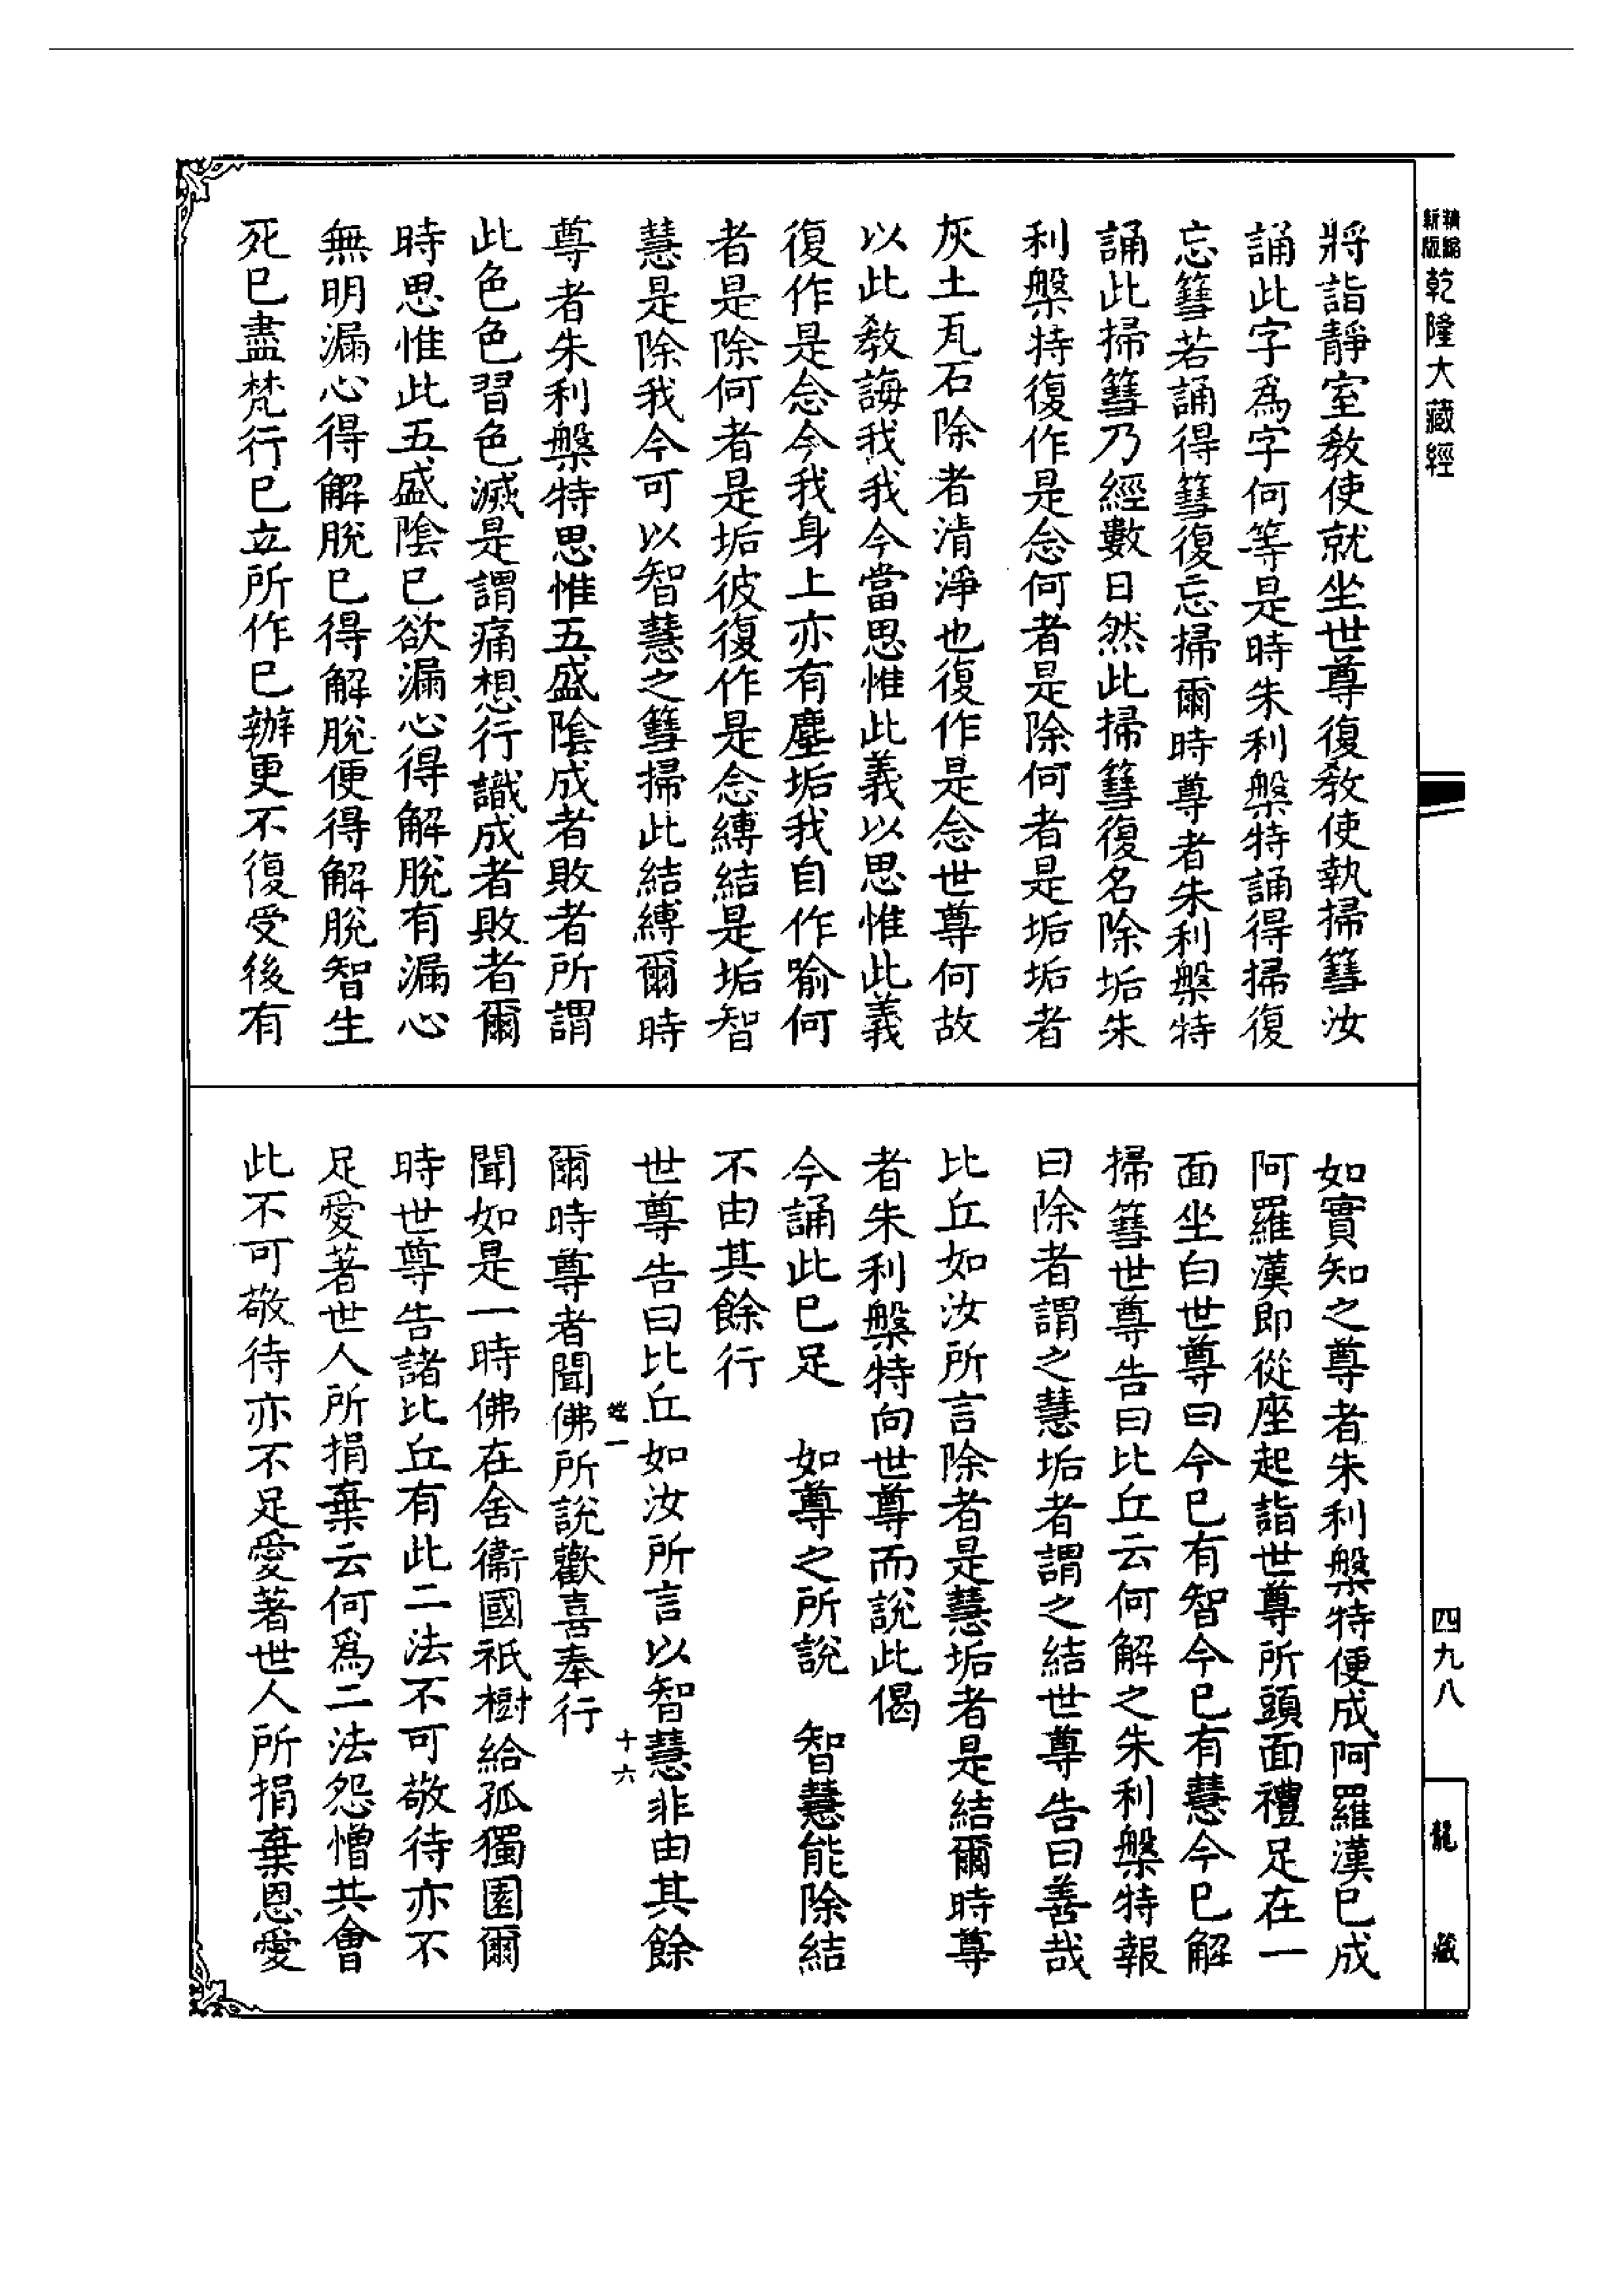 精縮新版乾隆大藏經
將詣靜室教使就坐世尊復教使執掃篲汝
誦此字爲字何等是時朱利槃特誦得掃復
忘篲若誦得篲復忘掃爾時尊者朱利槃特
誦此掃篲乃經數日然此掃篲復名除垢朱
利槃特復作是念何者是除何者是垢垢者
灰土瓦石除者清淨也復作是念世尊何故
以此教誨我我今當思惟此義以思惟此義
復作是念今我身上亦有塵垢我自作喻何
者是除何者是垢彼復作是念縛結是垢智
慧是除我今可以智慧之篲掃此結縛爾時
尊者朱利槃特思惟五盛陰成者敗者所謂
此色色習色滅是謂痛想行識成者敗者爾
時思惟此五盛陰已欲漏心得解脫有漏心
無明漏心得解脫已得解脫便得解脫智生
死已盡梵行已立所作已辦更不復受後有
如實知之尊者朱利槃特便成阿羅漢已成
阿羅漢即從座起詣世尊所頭面禮足在一
面坐白世尊曰今已有智今已有慧今已解
掃篲世尊告曰比丘云何解之朱利槃特報
曰除者謂之慧垢者謂之結世尊告曰善哉
比丘如汝所言除者是慧垢者是結爾時尊
者朱利槃特向世尊而說此偈
今誦此已足　如尊之所說　智慧能除結
不由其餘行
世尊告曰比丘如汝所言以智慧非由其餘
一　十六
爾時尊者聞佛所說歡喜奉行
聞如是一時佛在舍衞國祇樹給孤獨園爾
時世尊告諸比丘有此二法不可敬待亦不
足愛著世人所捐棄云何爲二法怨憎共會
此不可敬待亦不足愛著世人所捐棄恩愛
四九八
龍藏